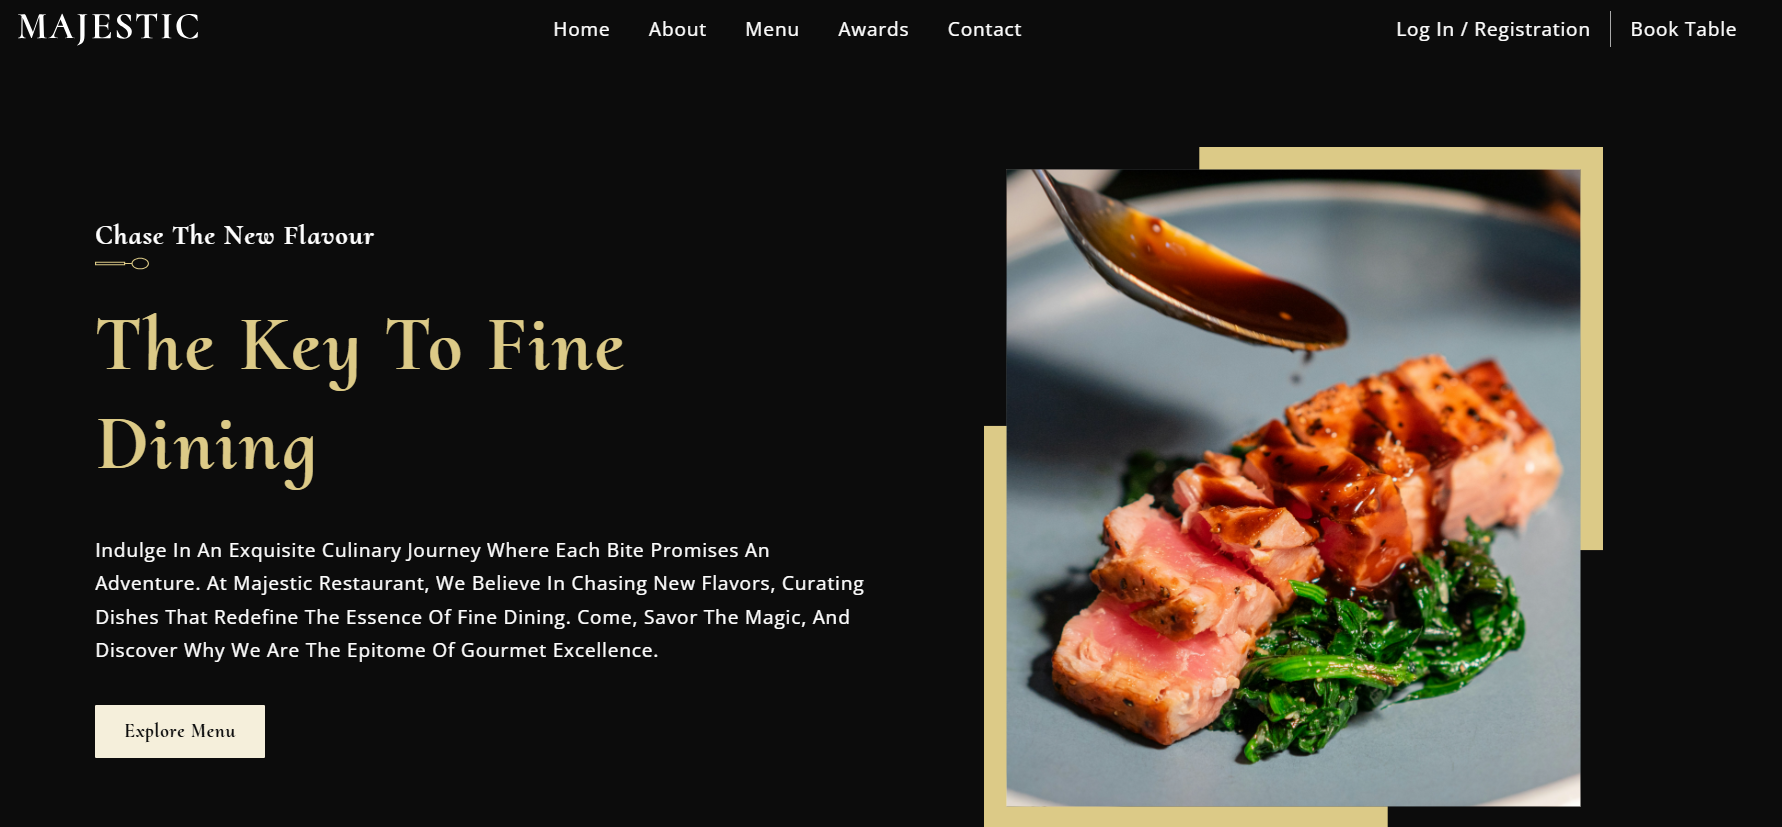 MAJESTIC
Home About Menu Awards Contact
Log In / Registration Book Table
Chase The New Flavour
The Key To Fine
Dining
Indulge In An Exquisite Culinary Journey Where Each Bite Promises An
Adventure. At Majestic Restaurant, We Believe In Chasing New Flavors, Curating
Dishes That Redefine The Essence Of Fine Dining. Come, Savor The Magic, And
Discover Why We Are The Epitome Of Gourmet Excellence.
Explore Menu